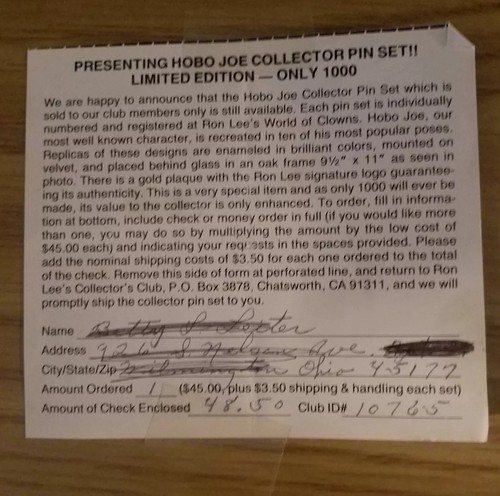 PRESENTING HOBO JOE COLLECTOR PIN SET!!
LIMITED EDITION — ONLY 1000
We are happy to announce that the Hobo Joe Collector Pin Set which is
sold to our club members only is still available. Each pin set is individually
numbered and registered at Ron Lee's World of Clowns. Hobo Joe, our
most well known character, is recreated in ten of his most popular poses.
Replicas of these designs are enameled in brilliant colors, mounted on
velvet, and placed behind glass in an oak frame 9½" x 11" as seen in
photo. There is a gold plaque with the Ron Lee signature logo guarantee-
ing its authenticity. This is a very special item and as only 1000 will ever be
made, its value to the collector is only enhanced. To order, fill in informa-
tion at bottom, include check or money order in full (if you would like more
than one, you may do so by multiplying the amount by the low cost of
$45.00 each) and indicating your requests in the spaces provided. Please
add the nominal shipping costs of $3.50 for each one ordered to the total
of the check. Remove this side of form at perforated line, and return to Ron
Lee's Collector's Club, P.O. Box 3878, Chatsworth, CA 91311, and we will
promptly ship the collector pin set to you.
Name Betty
Address 926 S. Nelson Ave.
City/State/Zip Wilmington Ohio 45177
Amount Ordered 1 ($45.00 plus $3.50 shipping & handling each set)
Amount of Check Enclosed 48.50 Club ID# 10765